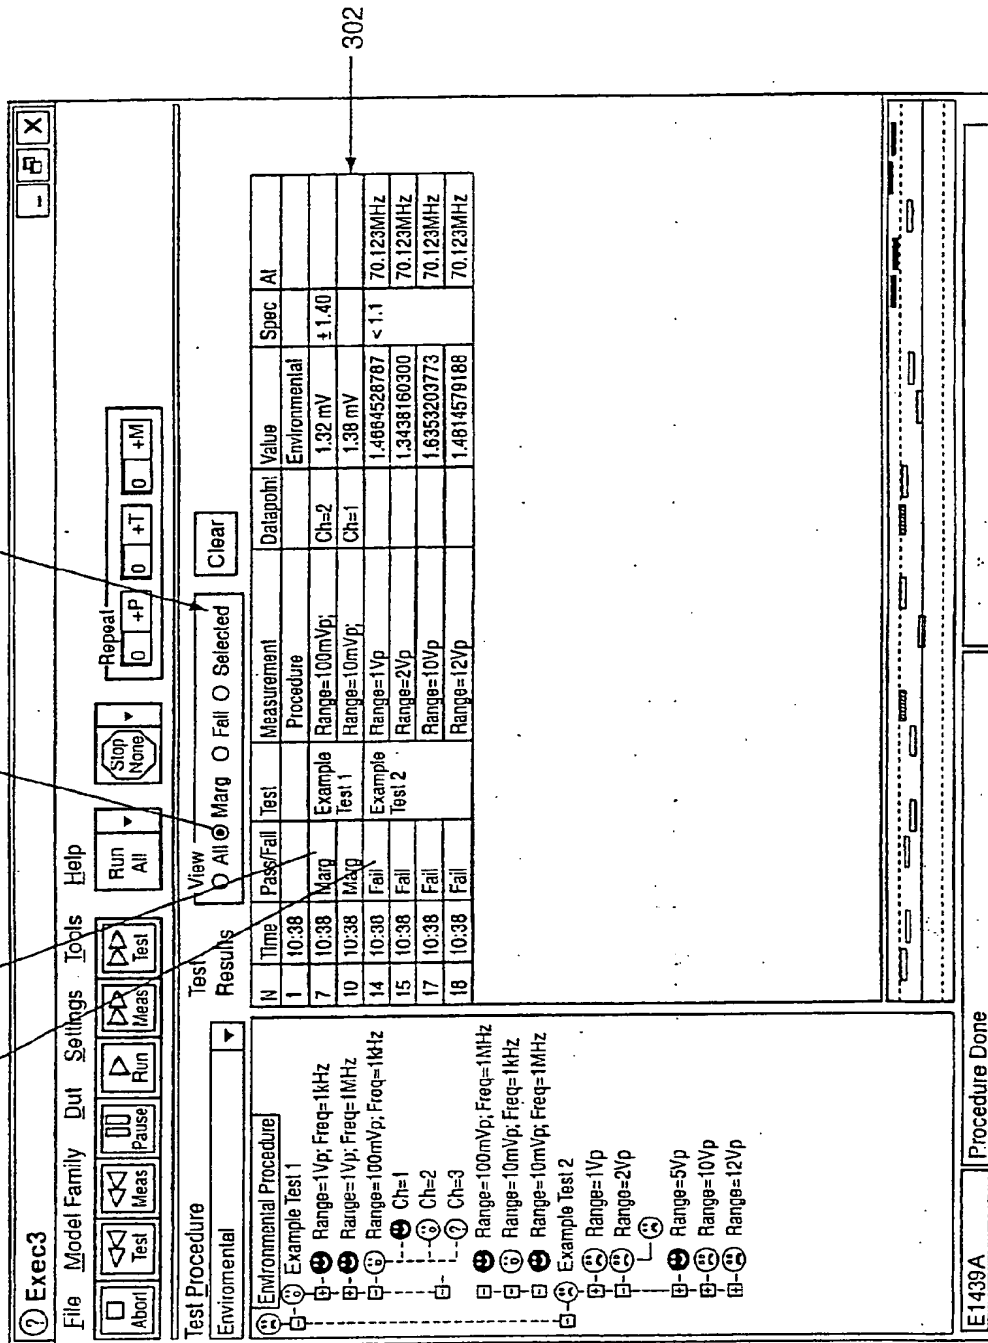 Exec3
File Model Family Dut Settings Tools Help
Abort Test Meas Pause Run Meas Test
Run All
Stop None
Repeat
0 +P 0 +T 0 +M
Test Procedure
Enviromental
Test Results
View
All Marg Fail Selected
Clear
Environmental Procedure
Example Test 1
Range=1Vp; Freq=1kHz
Range=1Vp; Freq=1MHz
Range=100mVp; Freq=1kHz
Ch=1
Ch=2
? Ch=3
Range=100mVp; Freq=1MHz
Range=10mVp; Freq=1kHz
Range=10mVp; Freq=1MHz
Example Test 2
Range=1Vp
Range=2Vp
Range=5Vp
Range=10Vp
Range=12Vp
N Time Pass/Fail Test Measurement Datapoint Value Spec At
1 10:38 Procedure Environmental
7 10:38 Marg Example Test 1 Range=100mVp; Ch=2 1.32 mV ±1.40
10 10:38 Marg Range=10mVp; Ch=1 1.38 mV
14 10:38 Fail Example Test 2 Range=1Vp 1.4664528787 < 1.1 70.123MHz
15 10:38 Fail Range=2Vp 1.3438160300 70.123MHz
17 10:38 Fail Range=10Vp 1.6353203773 70.123MHz
18 10:38 Fail Range=12Vp 1.4614579188 70.123MHz
302
E1439A Procedure Done